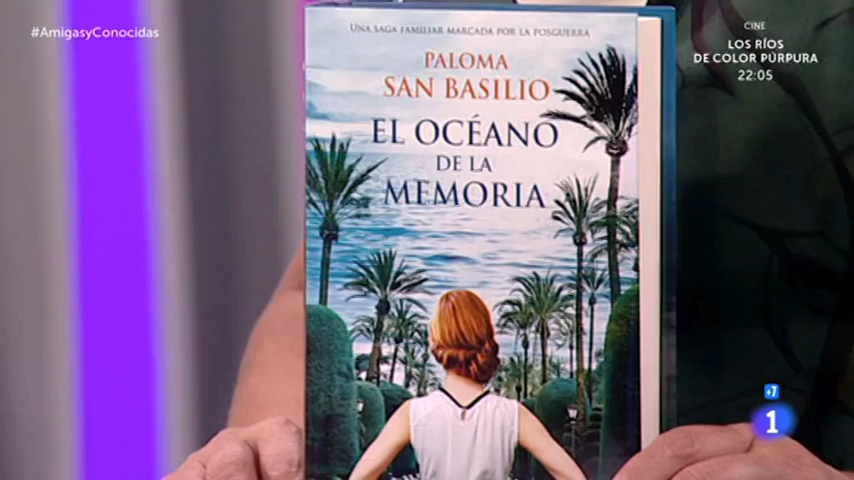 #AmigasyConocidas
CINE
LOS RÍOS
DE COLOR PÚRPURA
22:05
UNA SAGA FAMILIAR MARCADA POR LA POSGUERRA
PALOMA
SAN BASILIO
EL OCÉANO
DE LA
MEMORIA
+7
1